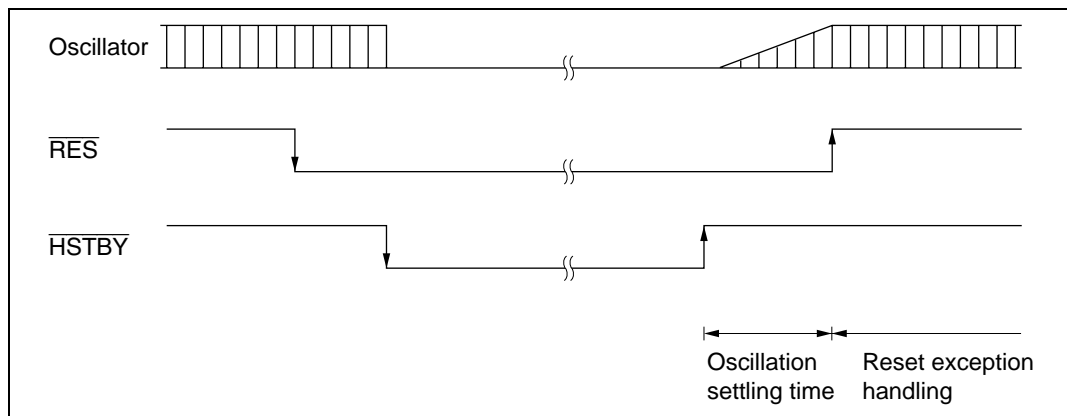 Oscillator
RES
HSTBY
Oscillation
settling time
Reset exception
handling